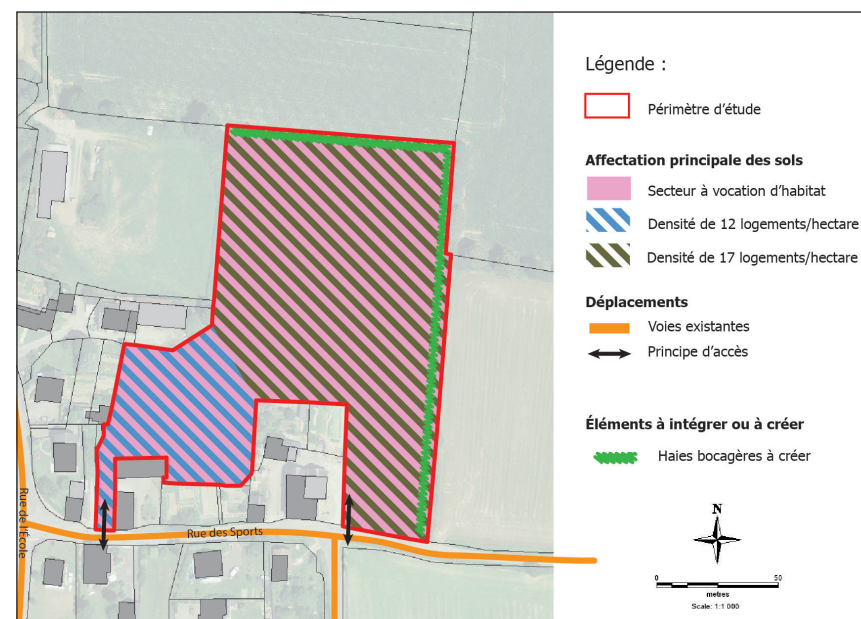 Légende :
Périmètre d'étude
Affectation principale des sols
Secteur à vocation d'habitat
Densité de 12 logements/hectare
Densité de 17 logements/hectare
Déplacements
Voies existantes
Principe d'accès
Éléments à intégrer ou à créer
Haies bocagères à créer
Rue de l'École
Rue des Sports
N
0 50
metres
Scale: 1:1 000